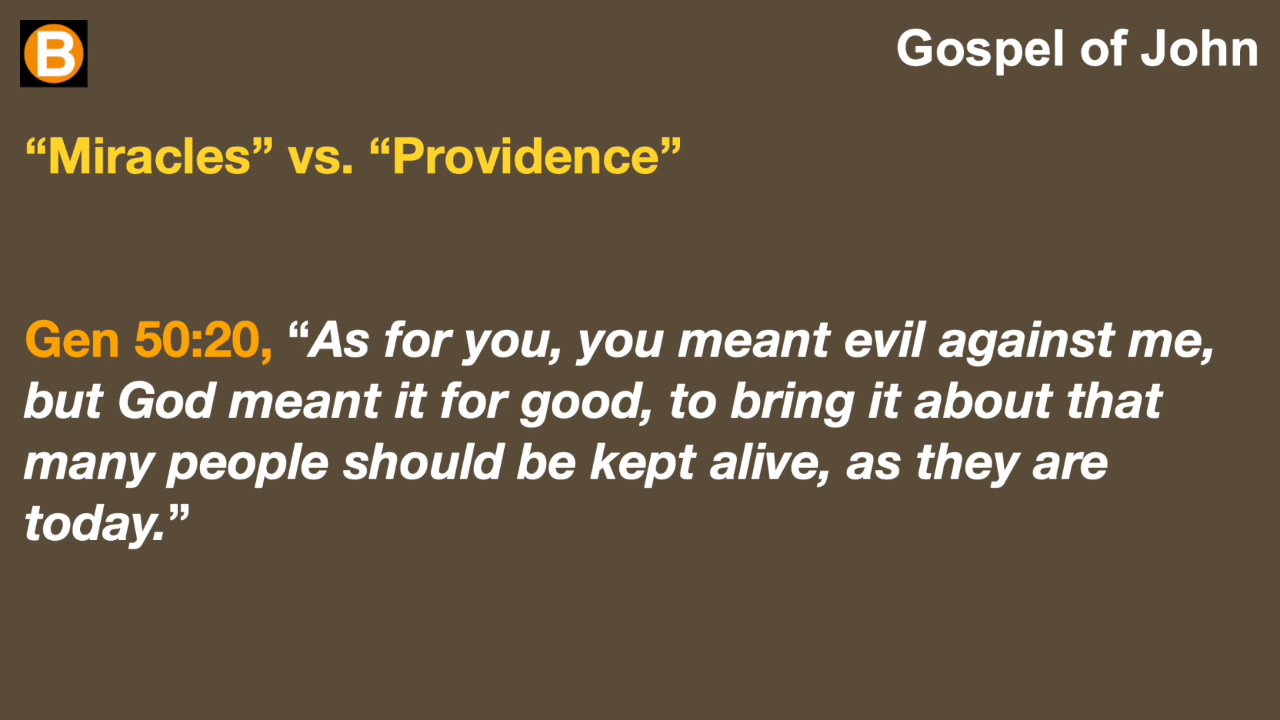 B
Gospel of John
“Miracles” vs. “Providence”
Gen 50:20, “As for you, you meant evil against me,
but God meant it for good, to bring it about that
many people should be kept alive, as they are
today.”